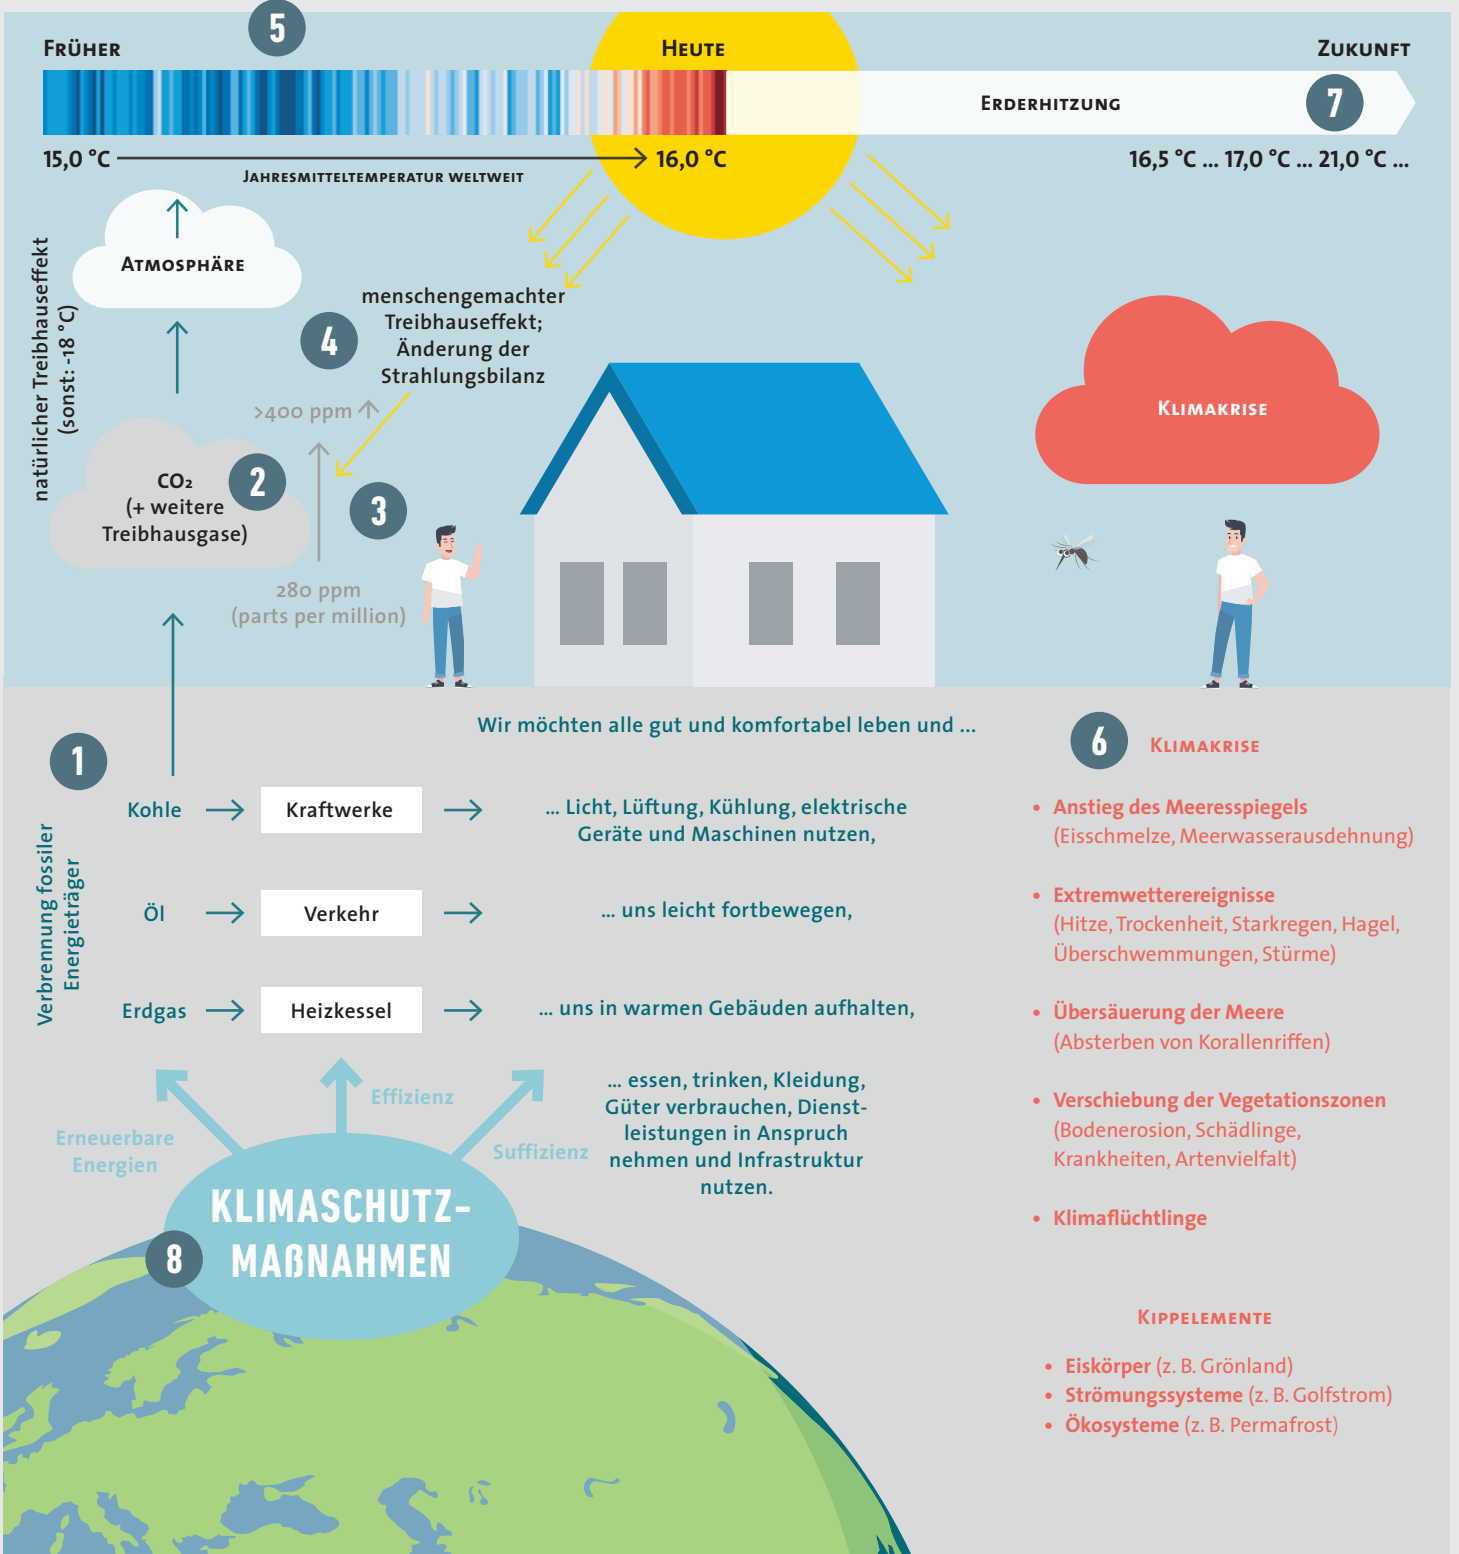 5
FRÜHER
HEUTE
ZUKUNFT
ERDERHITZUNG
7
15,0 °C
16,0 °C
16,5 °C ... 17,0 °C ... 21,0 °C ...
JAHRESMITTELTEMPERATUR WELTWEIT
natürlicher Treibhauseffekt
(sonst: -18 °C)
ATMOSPHÄRE
4
menschengemachter
Treibhauseffekt;
Änderung der
Strahlungsbilanz
>400 ppm
CO₂
(+ weitere
Treibhausgase)
2
3
280 ppm
(parts per million)
KLIMAKRISE
1
Verbrennung fossiler
Energieträger
Wir möchten alle gut und komfortabel leben und ...
Kohle
Kraftwerke
... Licht, Lüftung, Kühlung, elektrische
Geräte und Maschinen nutzen,
Öl
Verkehr
... uns leicht fortbewegen,
Erdgas
Heizkessel
... uns in warmen Gebäuden aufhalten,
... essen, trinken, Kleidung,
Güter verbrauchen, Dienst-
leistungen in Anspruch
nehmen und Infrastruktur
nutzen.
Erneuerbare
Energien
Effizienz
Suffizienz
8
KLIMASCHUTZ-
MAẞNAHMEN
6
KLIMAKRISE
• Anstieg des Meeresspiegels
(Eisschmelze, Meerwasserausdehnung)
• Extremwetterereignisse
(Hitze, Trockenheit, Starkregen, Hagel,
Überschwemmungen, Stürme)
• Übersäuerung der Meere
(Absterben von Korallenriffen)
• Verschiebung der Vegetationszonen
(Bodenerosion, Schädlinge,
Krankheiten, Artenvielfalt)
• Klimaflüchtlinge
KIPPELEMENTE
• Eiskörper (z. B. Grönland)
• Strömungssysteme (z. B. Golfstrom)
• Ökosysteme (z. B. Permafrost)